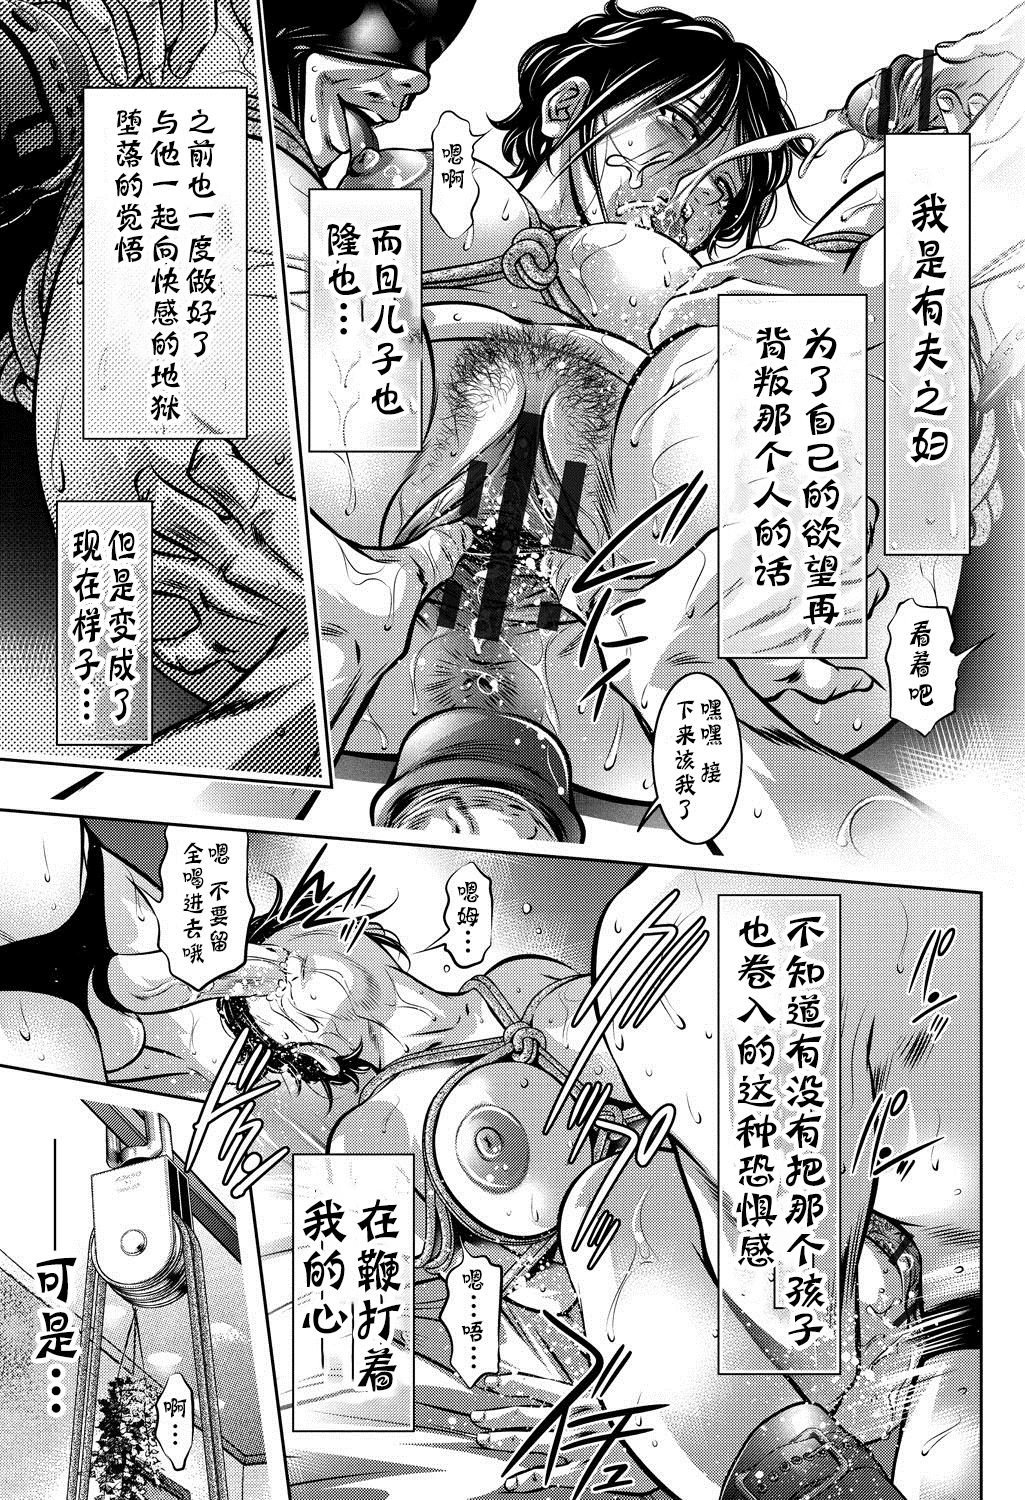 我是有夫之妇
为了自己的欲望再
背叛那个人的话
嗯啊
而且儿子也
隆也…
之前也一度做好了
与他一起向快感的地狱
堕落的觉悟
但是变成了
现在样子…
看着吧
嘿嘿 接
下来该我了
不知道有没有把那个孩子
也卷入的这种恐惧感
嗯姆…
嗯 不要留
全喝进去哦
在鞭打着
我的心
嗯…唔
——可是…
啊…